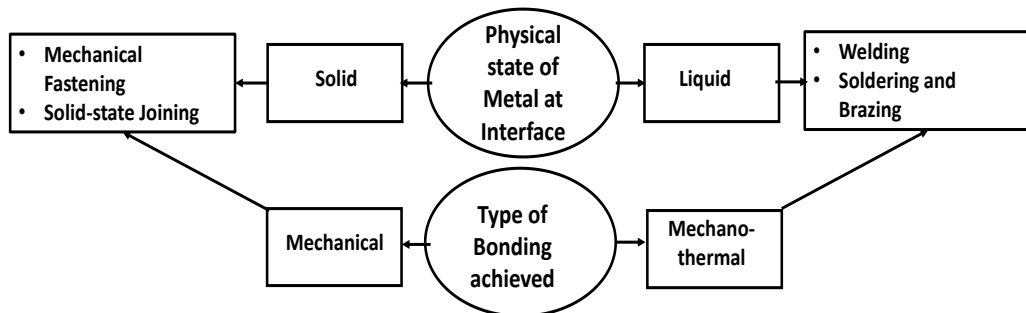 • Mechanical
Fastening
• Solid-state Joining
Solid
Physical
state of
Metal at
Interface
Liquid
• Welding
• Soldering and
Brazing
Mechanical
Type of
Bonding
achieved
Mechano-
thermal